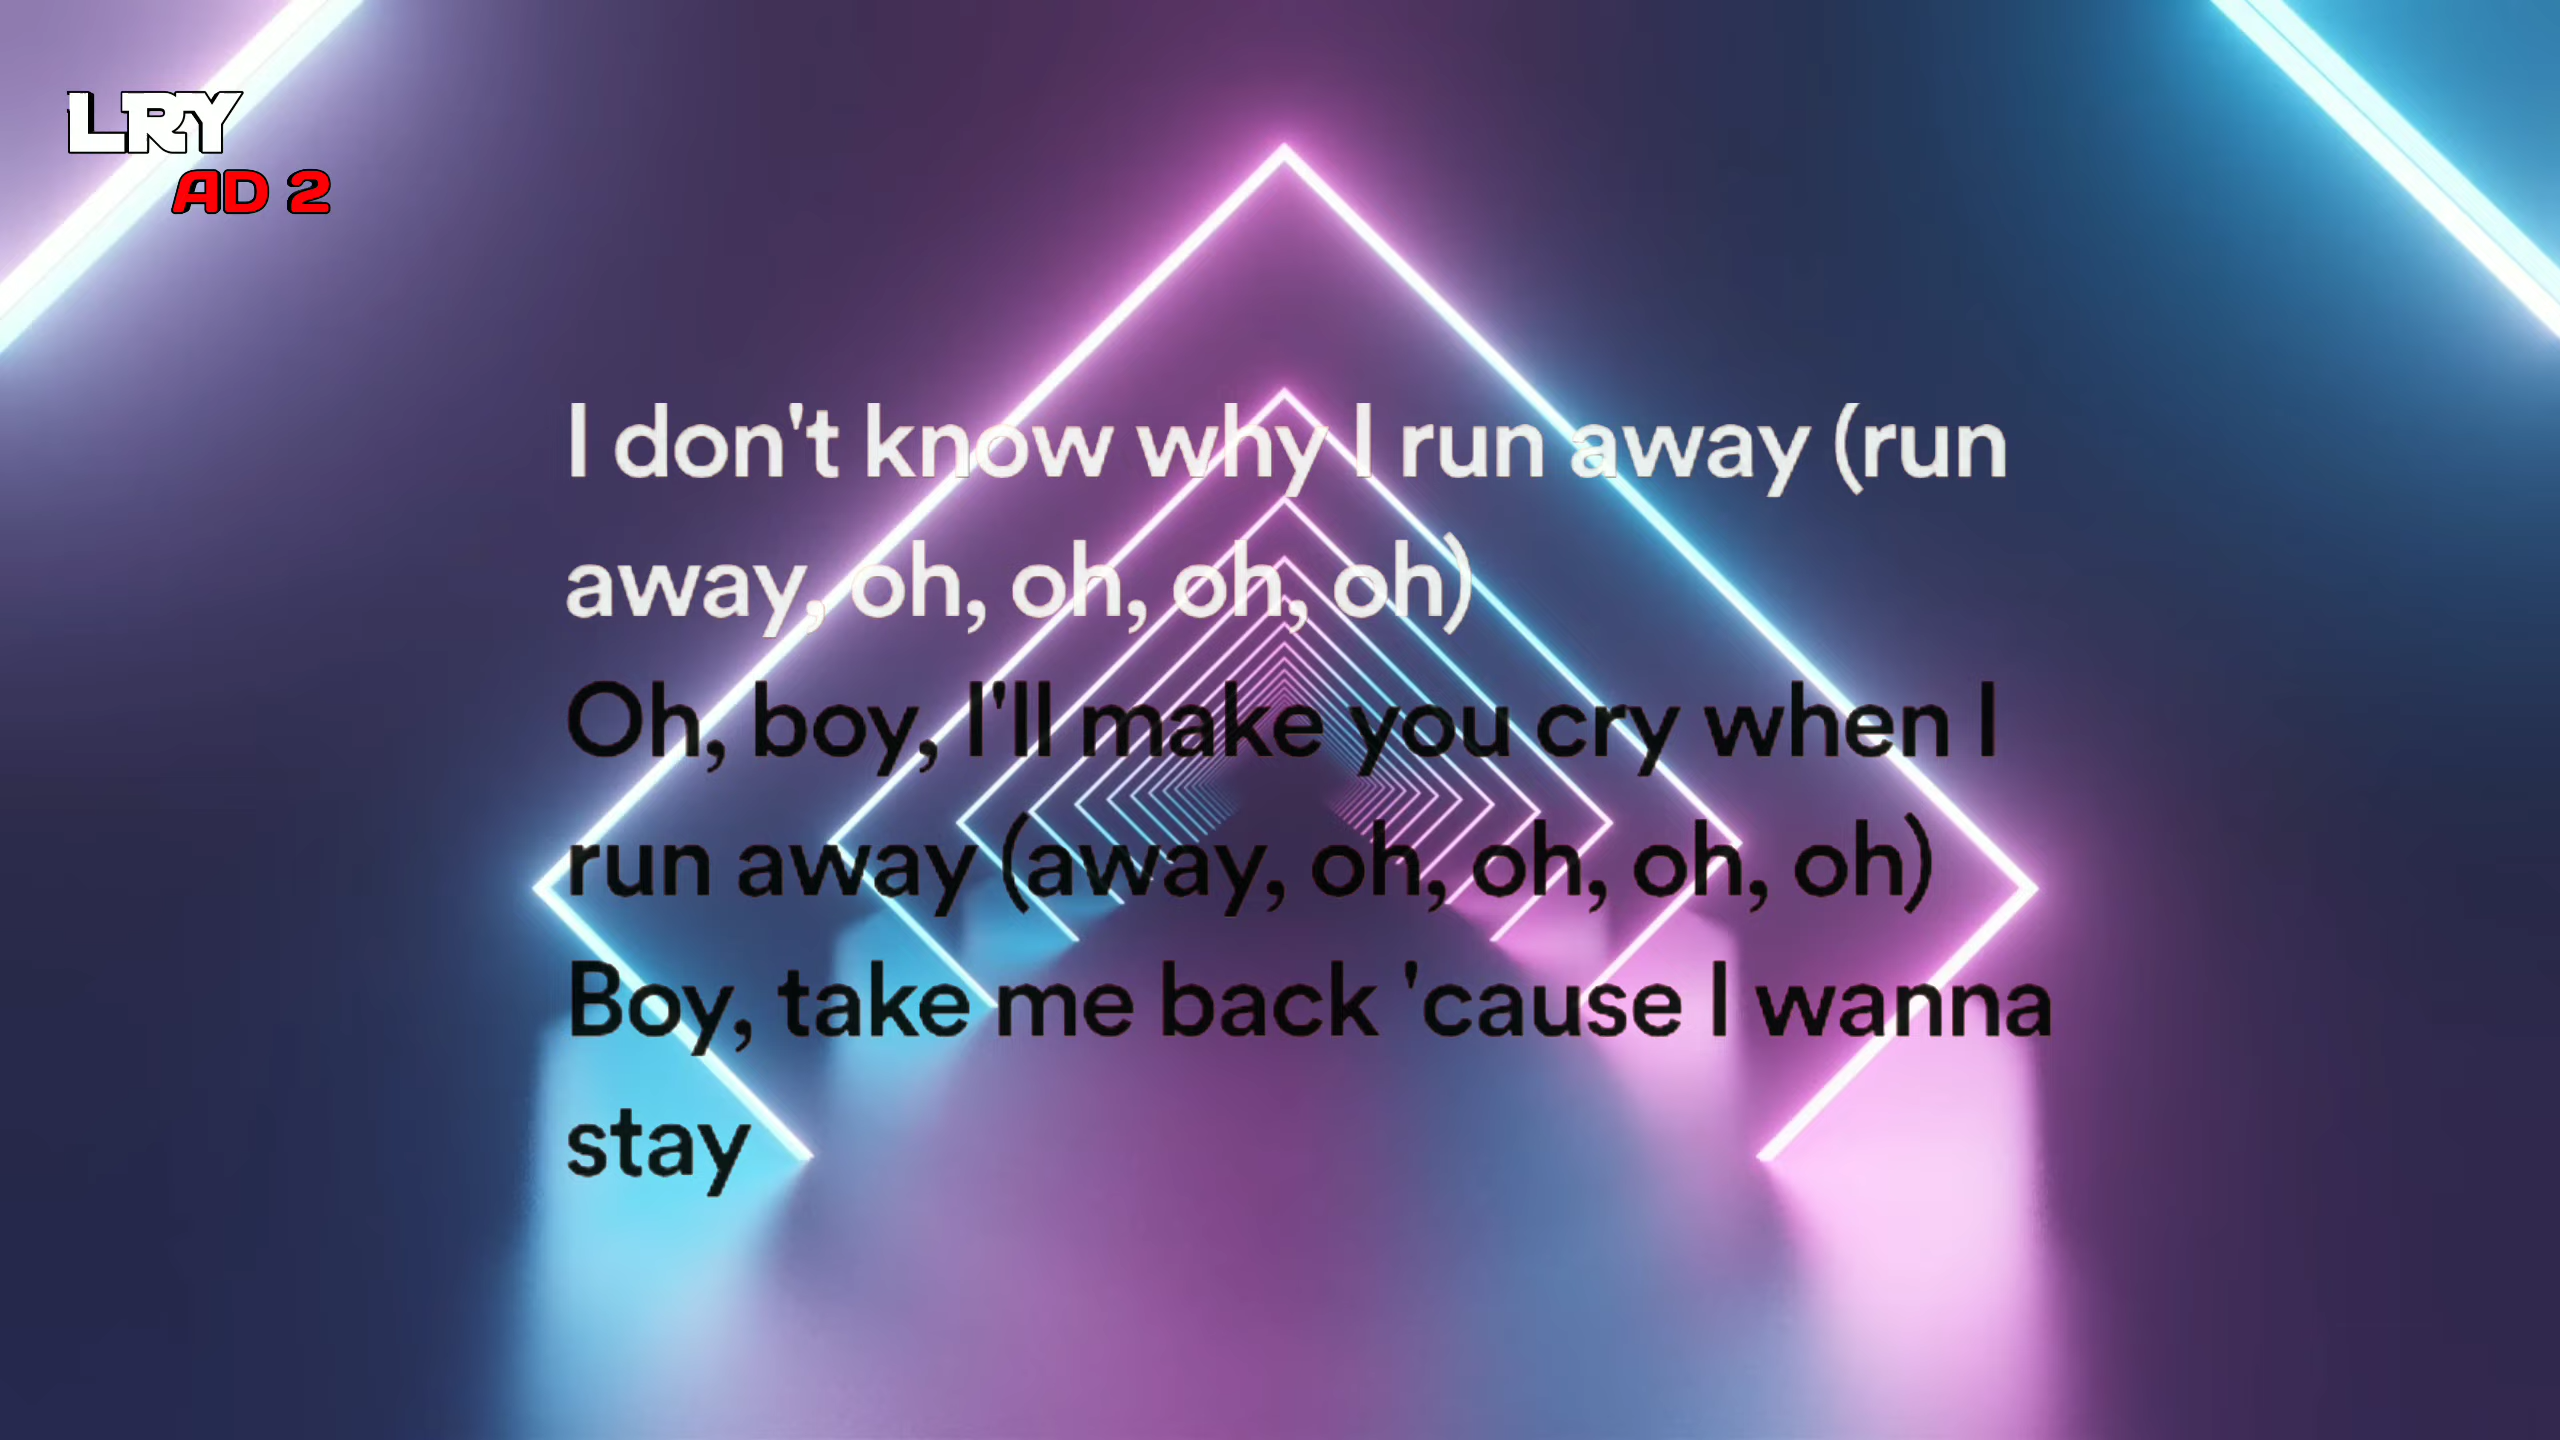 LRY
AD 2
I don't know why I run away (run
away, oh, oh, oh, oh)
Oh, boy, I'll make you cry when I
run away (away, oh, oh, oh, oh)
Boy, take me back 'cause I wanna
stay